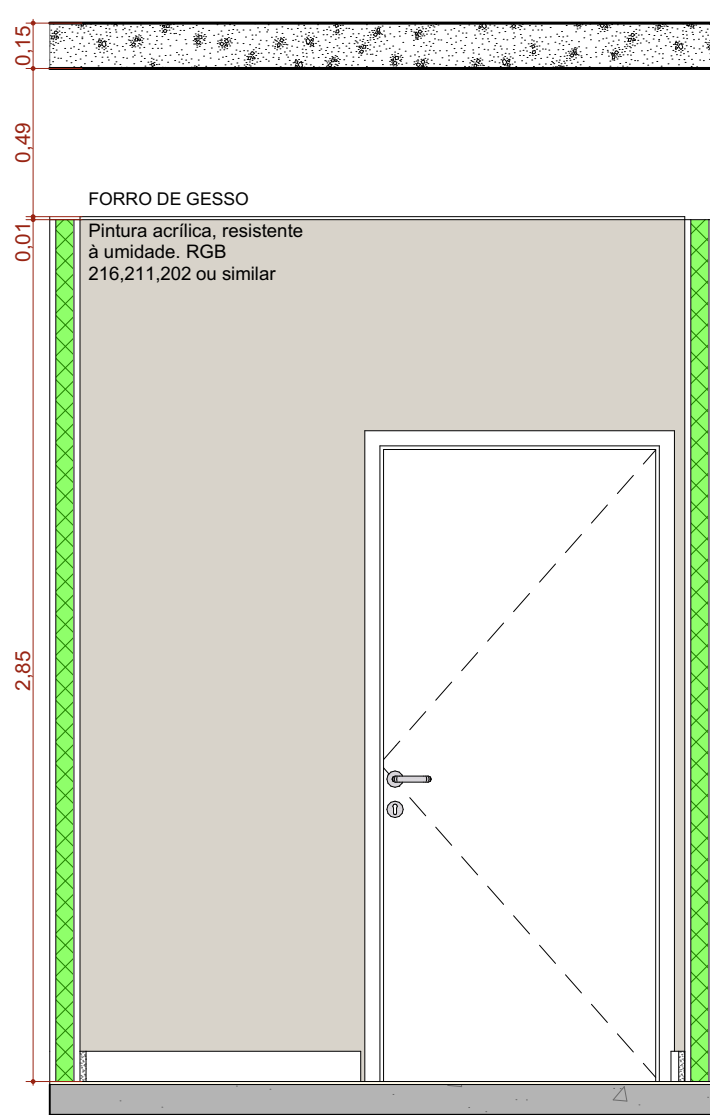 0,15
0,49
FORRO DE GESSO
0,01
Pintura acrílica, resistente
à umidade. RGB
216,211,202 ou similar
2,85